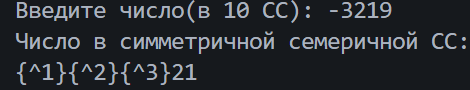 Введите число(в 10 СС): -3219
Число в симметричной семеричной СС:
{^1}{^2}{^3}21